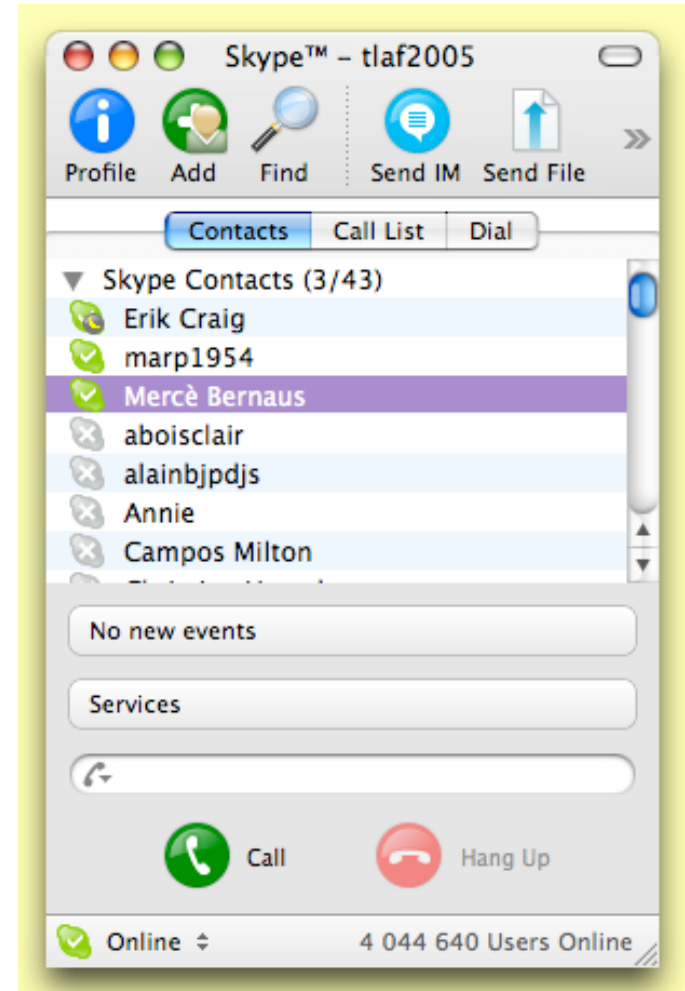 Skype™ – tlaf2005
Profile Add Find Send IM Send File
Contacts Call List Dial
Skype Contacts (3/43)
Erik Craig
marp1954
Mercè Bernaus
aboisclair
alainbjpdjs
Annie
Campos Milton
No new events
Services
Call Hang Up
Online 4 044 640 Users Online